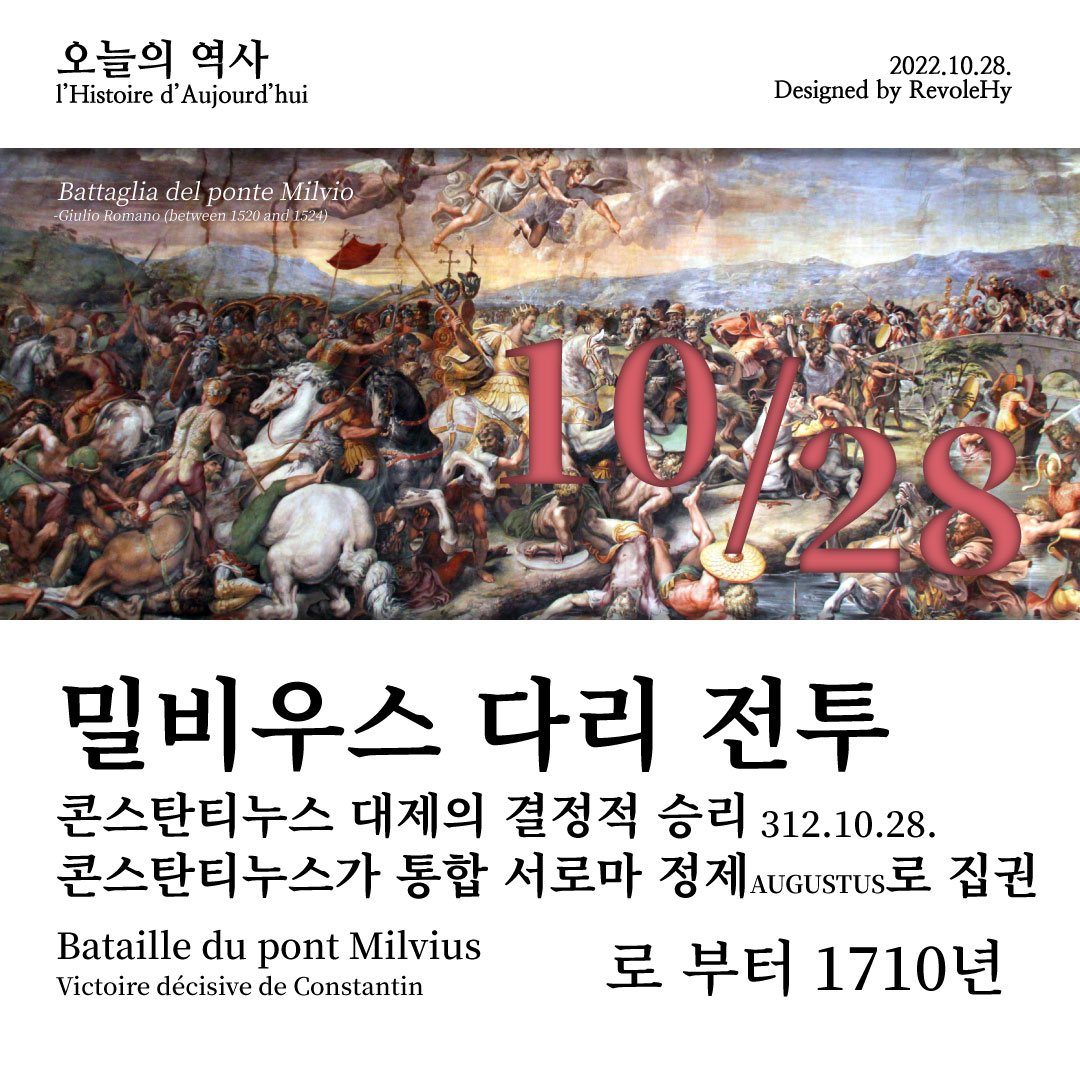 오늘의 역사
l'Histoire d'Aujourd'hui
2022.10.28.
Designed by RevoleHy
Battaglia del ponte Milvio
-Giulio Romano (between 1520 and 1524)
10/28
밀비우스 다리 전투
콘스탄티누스 대제의 결정적 승리 312.10.28.
콘스탄티누스가 통합 서로마 정제AUGUSTUS로 집권
Bataille du pont Milvius
Victoire décisive de Constantin
로 부터 1710년